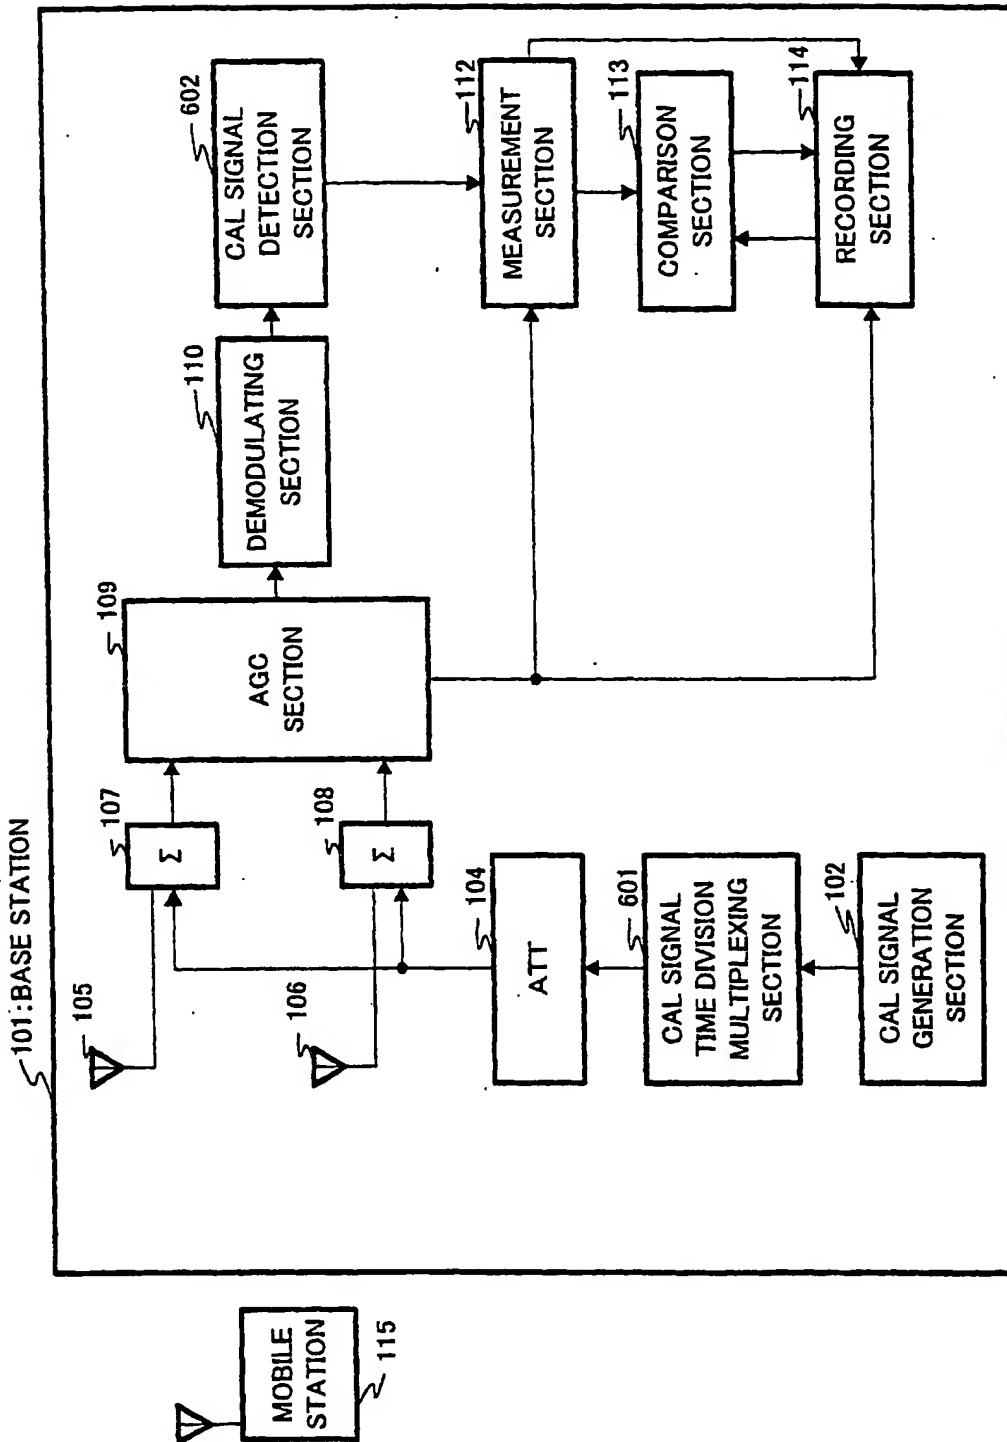 101:BASE STATION
105
106
107
Σ
108
Σ
109
AGC
SECTION
110
DEMODULATING
SECTION
602
CAL SIGNAL
DETECTION
SECTION
112
MEASUREMENT
SECTION
113
COMPARISON
SECTION
114
RECORDING
SECTION
104
ATT
601
CAL SIGNAL
TIME DIVISION
MULTIPLEXING
SECTION
102
CAL SIGNAL
GENERATION
SECTION
MOBILE
STATION
115